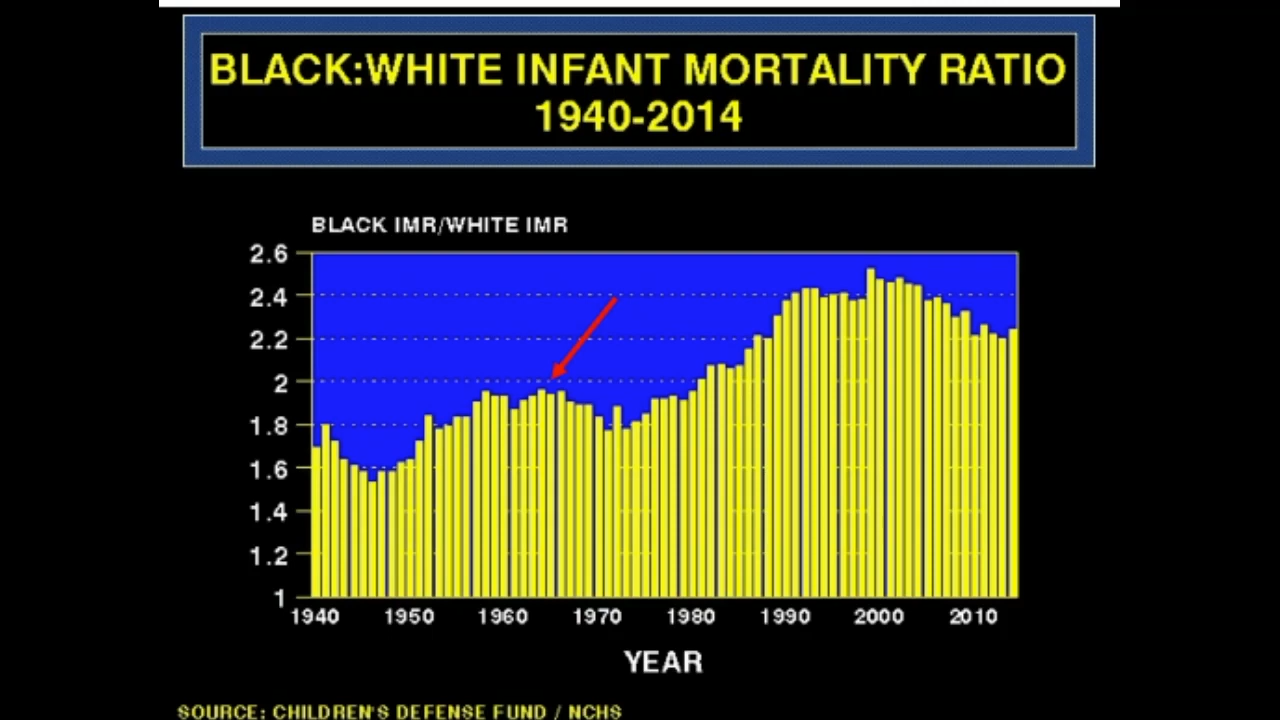 BLACK:WHITE INFANT MORTALITY RATIO
1940-2014
BLACK IMR/WHITE IMR
2.6
2.4
2.2
2
1.8
1.6
1.4
1.2
1
1940 1950 1960 1970 1980 1990 2000 2010
YEAR
SOURCE: CHILDREN'S DEFENSE FUND / NCHS